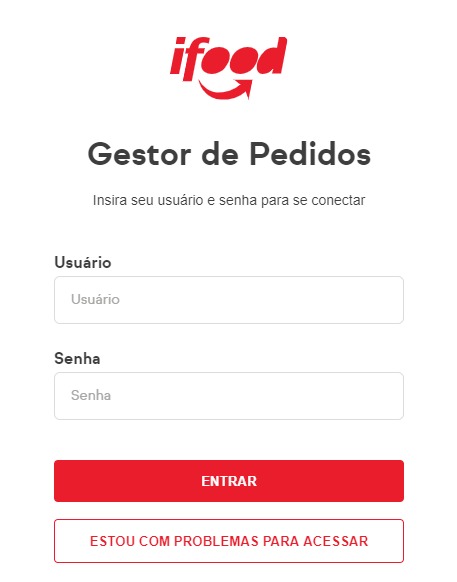 ifood
Gestor de Pedidos
Insira seu usuário e senha para se conectar
Usuário
Usuário
Senha
Senha
ENTRAR
ESTOU COM PROBLEMAS PARA ACESSAR